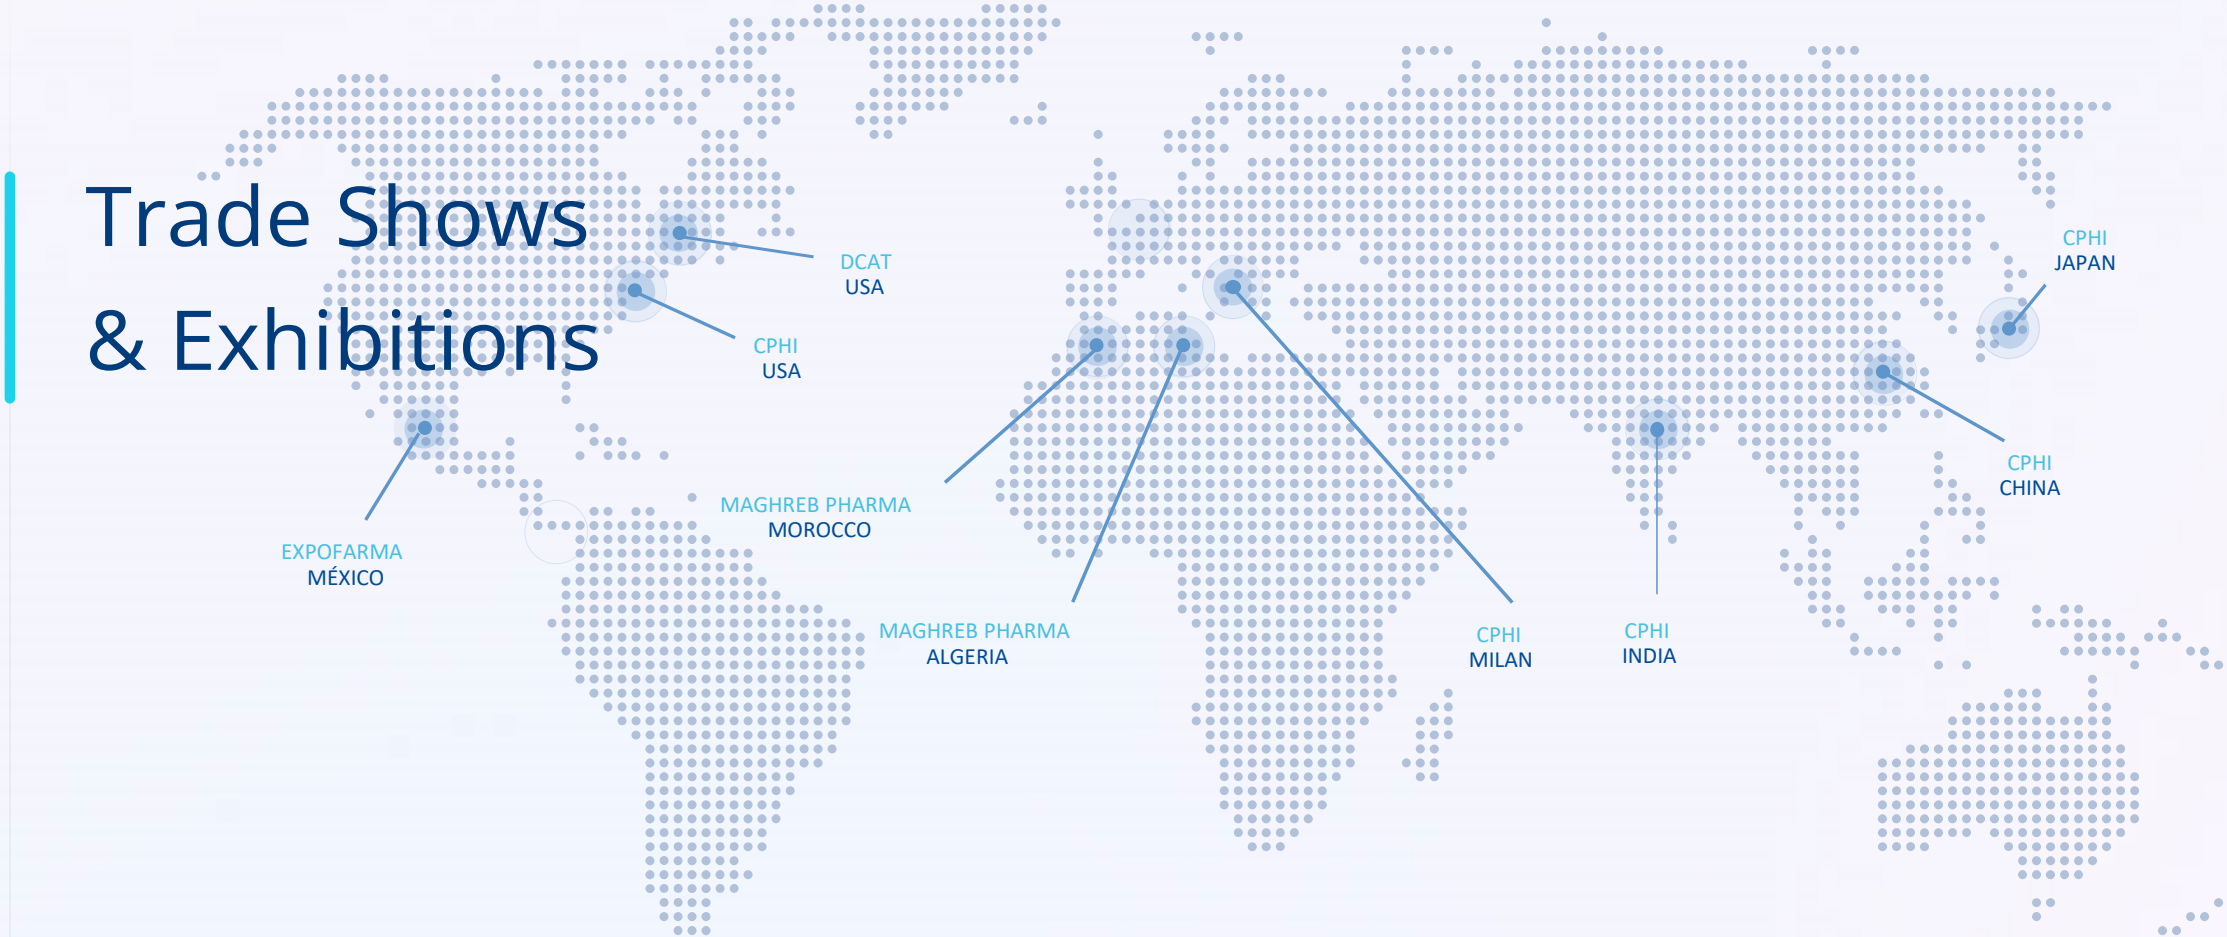 Trade Shows
& Exhibitions
DCAT
USA
CPHI
USA
EXPOFARMA
MÉXICO
MAGHREB PHARMA
MOROCCO
MAGHREB PHARMA
ALGERIA
CPHI
MILAN
CPHI
INDIA
CPHI
CHINA
CPHI
JAPAN